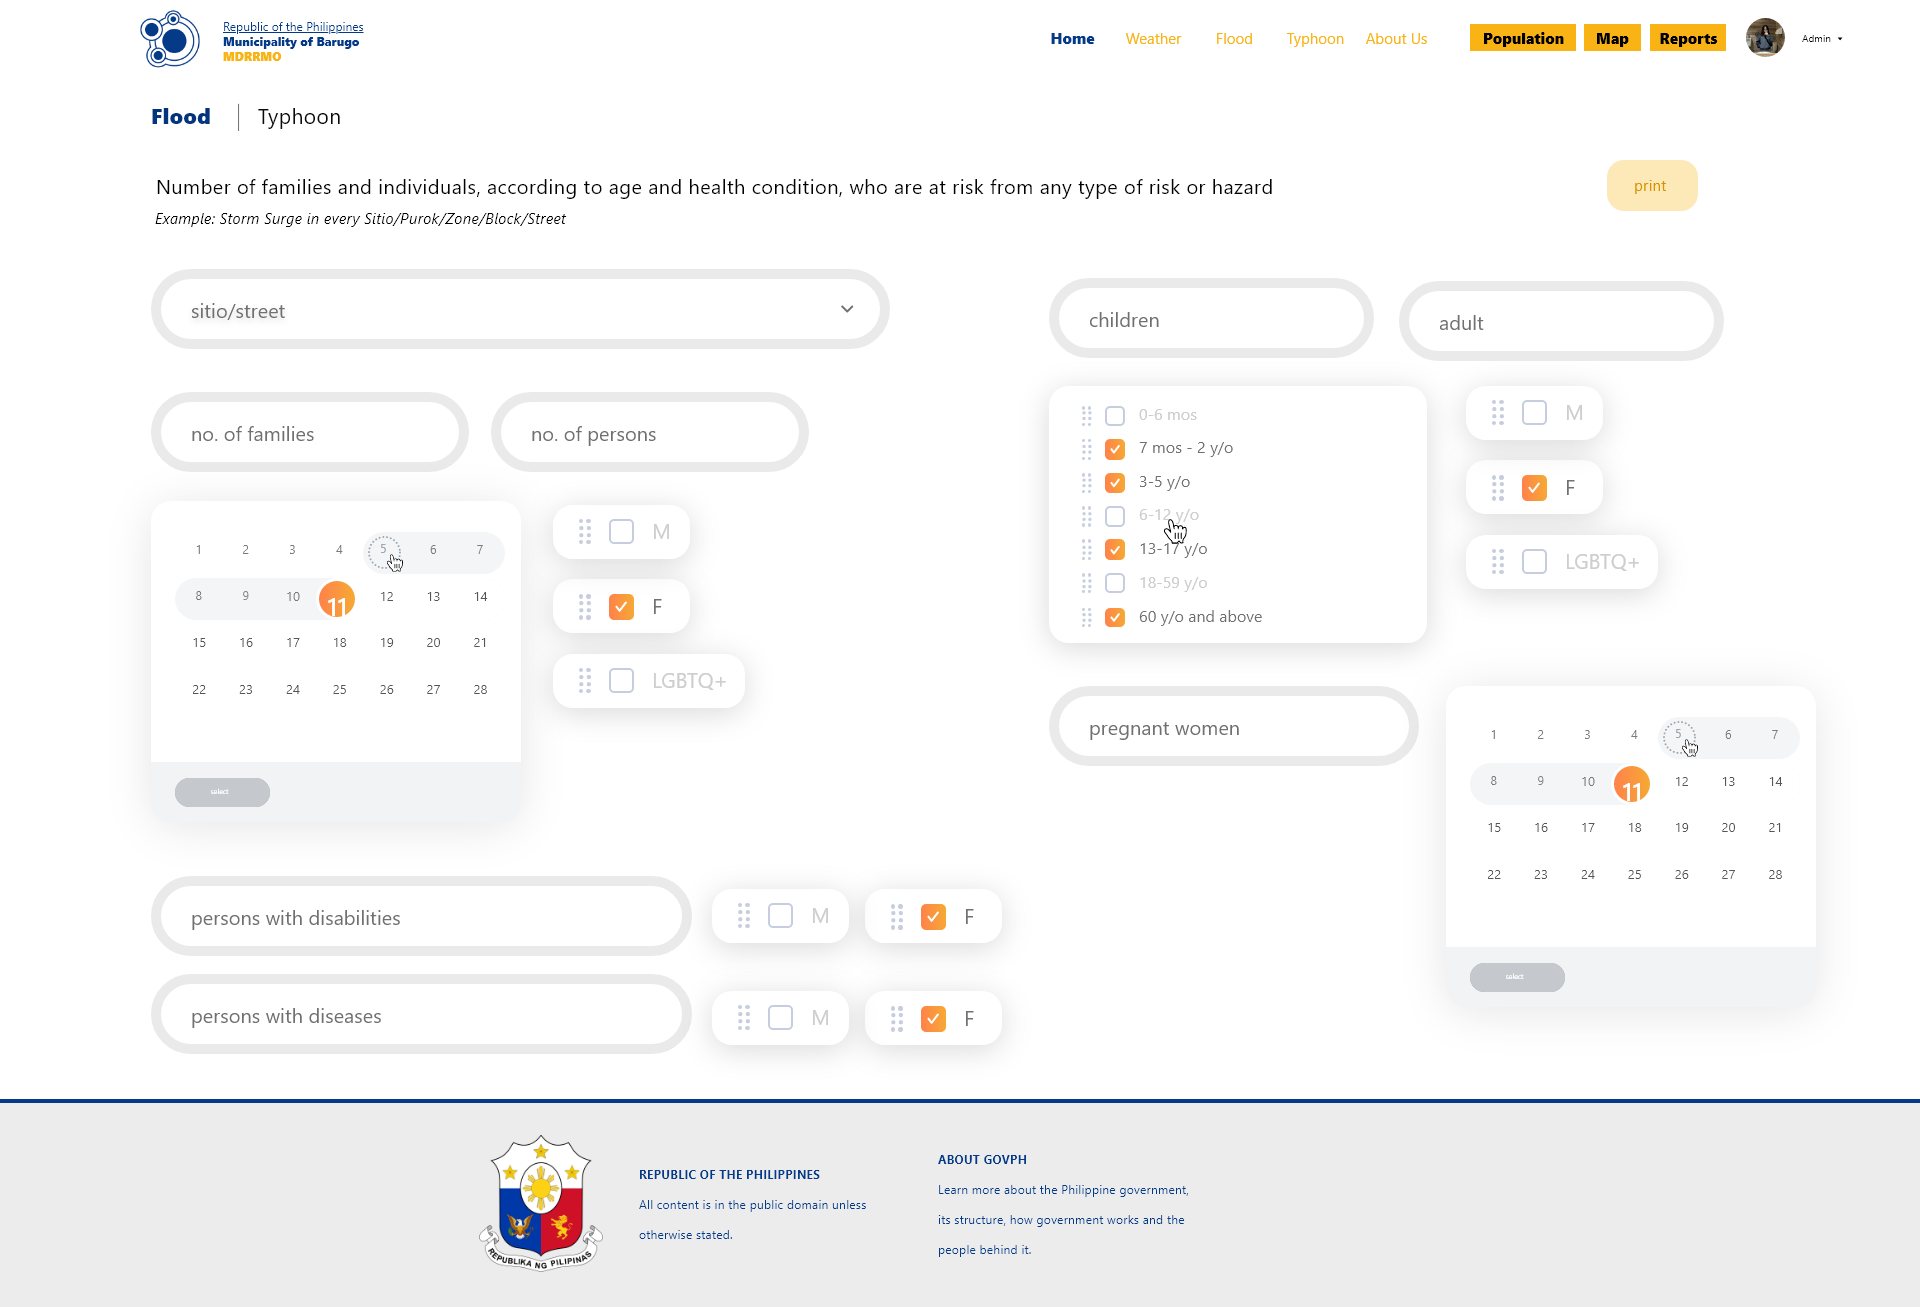 Republic of the Philippines
Municipality of Barugo
MDRRMO
Home
Weather
Flood
Typhoon
About Us
Population
Map
Reports
Admin
Flood
Typhoon
Number of families and individuals, according to age and health condition, who are at risk from any type of risk or hazard
Example: Storm Surge in every Sitio/Purok/Zone/Block/Street
print
sitio/street
children
adult
no. of families
no. of persons
0-6 mos
7 mos - 2 y/o
3-5 y/o
6-12 y/o
13-17 y/o
18-59 y/o
60 y/o and above
M
F
LGBTQ+
1 2 3 4 5 6 7
8 9 10 11 12 13 14
15 16 17 18 19 20 21
22 23 24 25 26 27 28
select
M
F
LGBTQ+
pregnant women
1 2 3 4 5 6 7
8 9 10 11 12 13 14
15 16 17 18 19 20 21
22 23 24 25 26 27 28
select
persons with disabilities
M
F
persons with diseases
M
F
REPUBLIKA NG PILIPINAS
REPUBLIC OF THE PHILIPPINES
All content is in the public domain unless
otherwise stated.
ABOUT GOVPH
Learn more about the Philippine government,
its structure, how government works and the
people behind it.